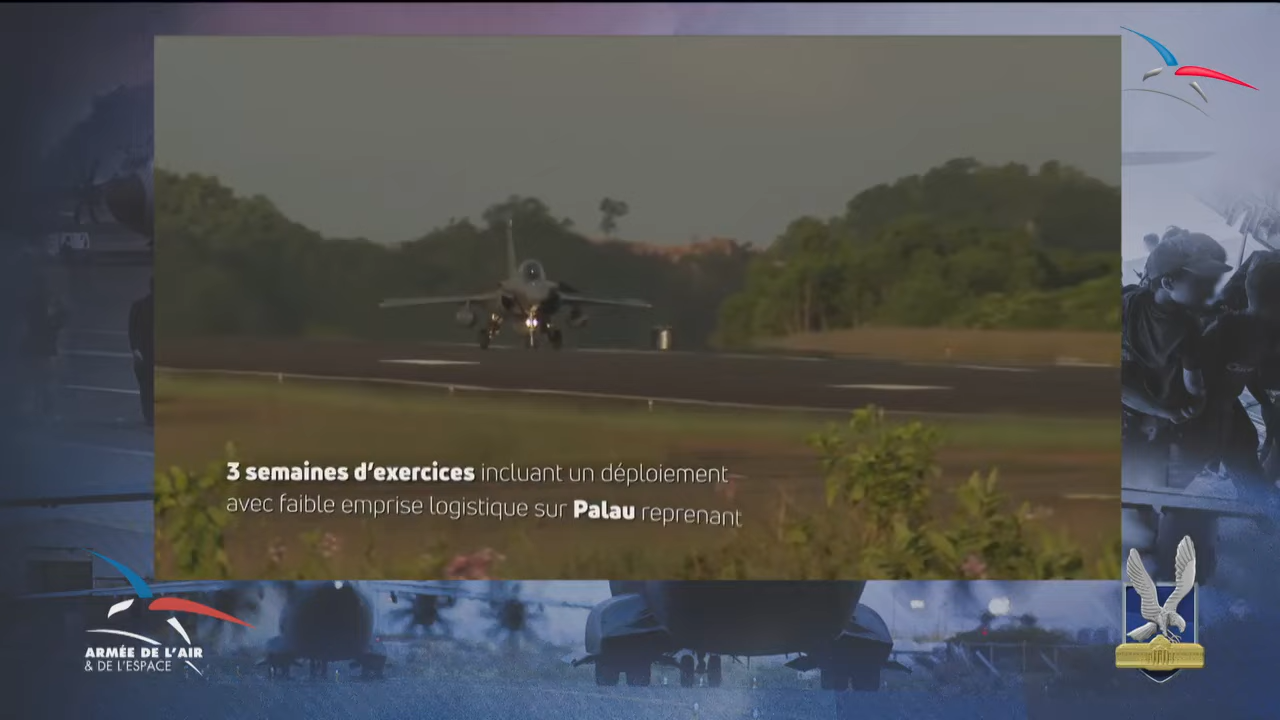 3 semaines d'exercices incluant un déploiement
avec faible emprise logistique sur Palau reprenant
ARMÉE DE L'AIR
& DE L'ESPACE